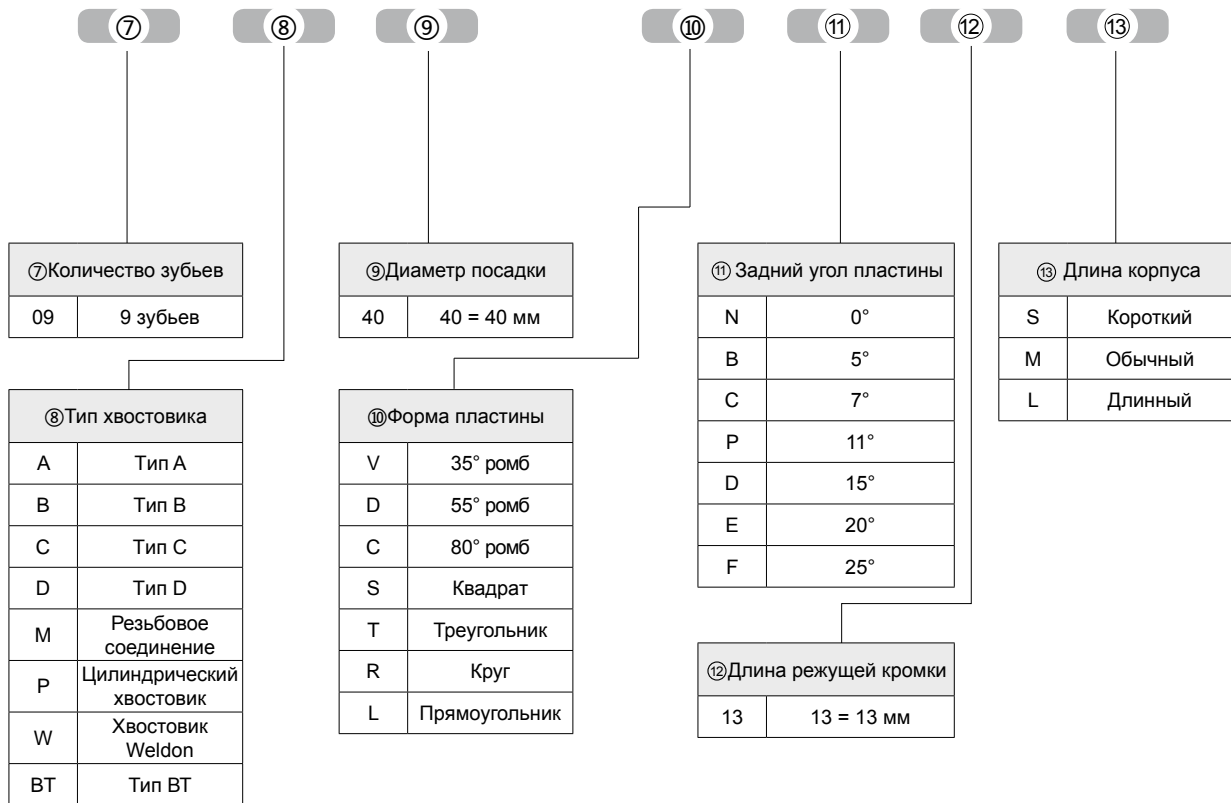 ⑦ ⑧ ⑨ ⑩ ⑪ ⑫ ⑬
⑦Количество зубьев
09 9 зубьев
⑧Тип хвостовика
A Тип A
B Тип B
C Тип C
D Тип D
M Резьбовое
соединение
P Цилиндрический
хвостовик
W Хвостовик
Weldon
BT Тип BT
⑨Диаметр посадки
40 40 = 40 мм
⑩Форма пластины
V 35° ромб
D 55° ромб
C 80° ромб
S Квадрат
T Треугольник
R Круг
L Прямоугольник
⑪ Задний угол пластины
N 0°
B 5°
C 7°
P 11°
D 15°
E 20°
F 25°
⑫Длина режущей кромки
13 13 = 13 мм
⑬ Длина корпуса
S Короткий
M Обычный
L Длинный